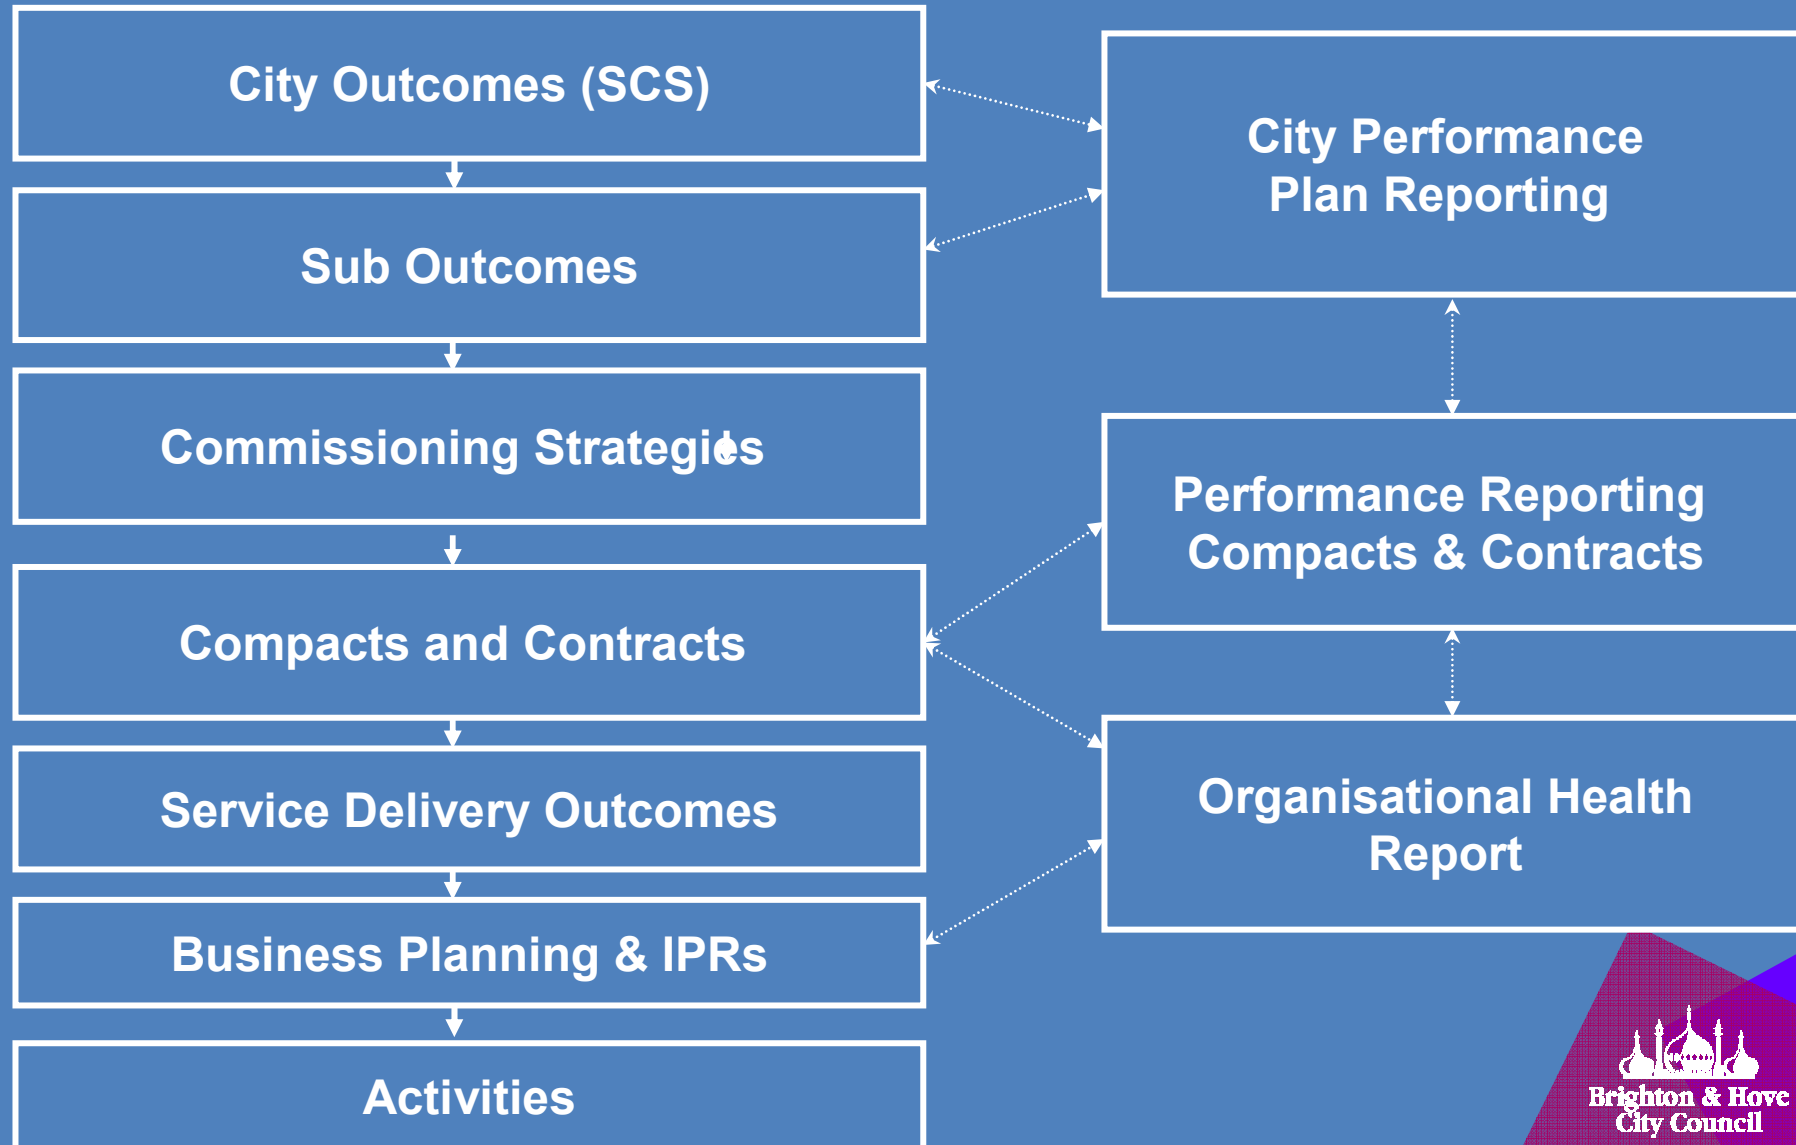 City Outcomes (SCS)
Sub Outcomes
Commissioning Strategies
Compacts and Contracts
Service Delivery Outcomes
Business Planning & IPRs
Activities
City Performance
Plan Reporting
Performance Reporting
Compacts & Contracts
Organisational Health
Report
Brighton & Hove
City Council